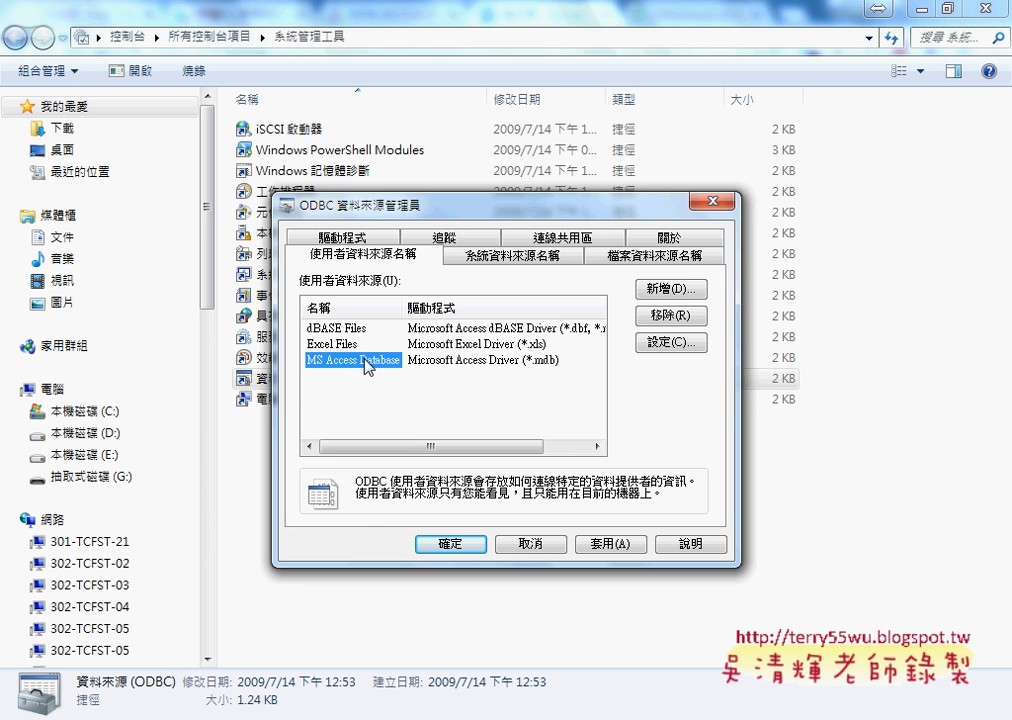 控制台 ▸ 所有控制台項目 ▸ 系統管理工具
搜尋 系統...
組合管理 開啟 燒錄
我的最愛
下載
桌面
最近的位置
媒體櫃
文件
音樂
視訊
圖片
家用群組
電腦
本機磁碟 (C:)
本機磁碟 (D:)
本機磁碟 (E:)
抽取式磁碟 (G:)
網路
301-TCFST-21
302-TCFST-02
302-TCFST-03
302-TCFST-04
302-TCFST-05
302-TCFST-05
名稱 修改日期 類型 大小
iSCSI 啟動器 2009/7/14 下午 1... 捷徑 2 KB
Windows PowerShell Modules 2009/7/14 下午 0... 捷徑 3 KB
Windows 記憶體診斷 2009/7/14 下午 1... 捷徑 2 KB
2 KB
2 KB
2 KB
2 KB
2 KB
2 KB
2 KB
2 KB
2 KB
2 KB
2 KB
ODBC 資料來源管理員
驅動程式 追蹤 連線共用區 關於
使用者資料來源名稱 系統資料來源名稱 檔案資料來源名稱
使用者資料來源(U):
名稱 驅動程式
dBASE Files Microsoft Access dBASE Driver (*.dbf, *.
Excel Files Microsoft Excel Driver (*.xls)
MS Access Database Microsoft Access Driver (*.mdb)
新增(D)...
移除(R)
設定(C)...
ODBC 使用者資料來源會存放如何連線特定的資料提供者的資訊。
使用者資料來源只有您能看見，且只能用在目前的機器上。
確定 取消 套用(A) 說明
http://terry55wu.blogspot.tw
吳清輝老師錄製
資料來源 (ODBC) 修改日期: 2009/7/14 下午 12:53 建立日期: 2009/7/14 下午 12:53
捷徑 大小: 1.24 KB